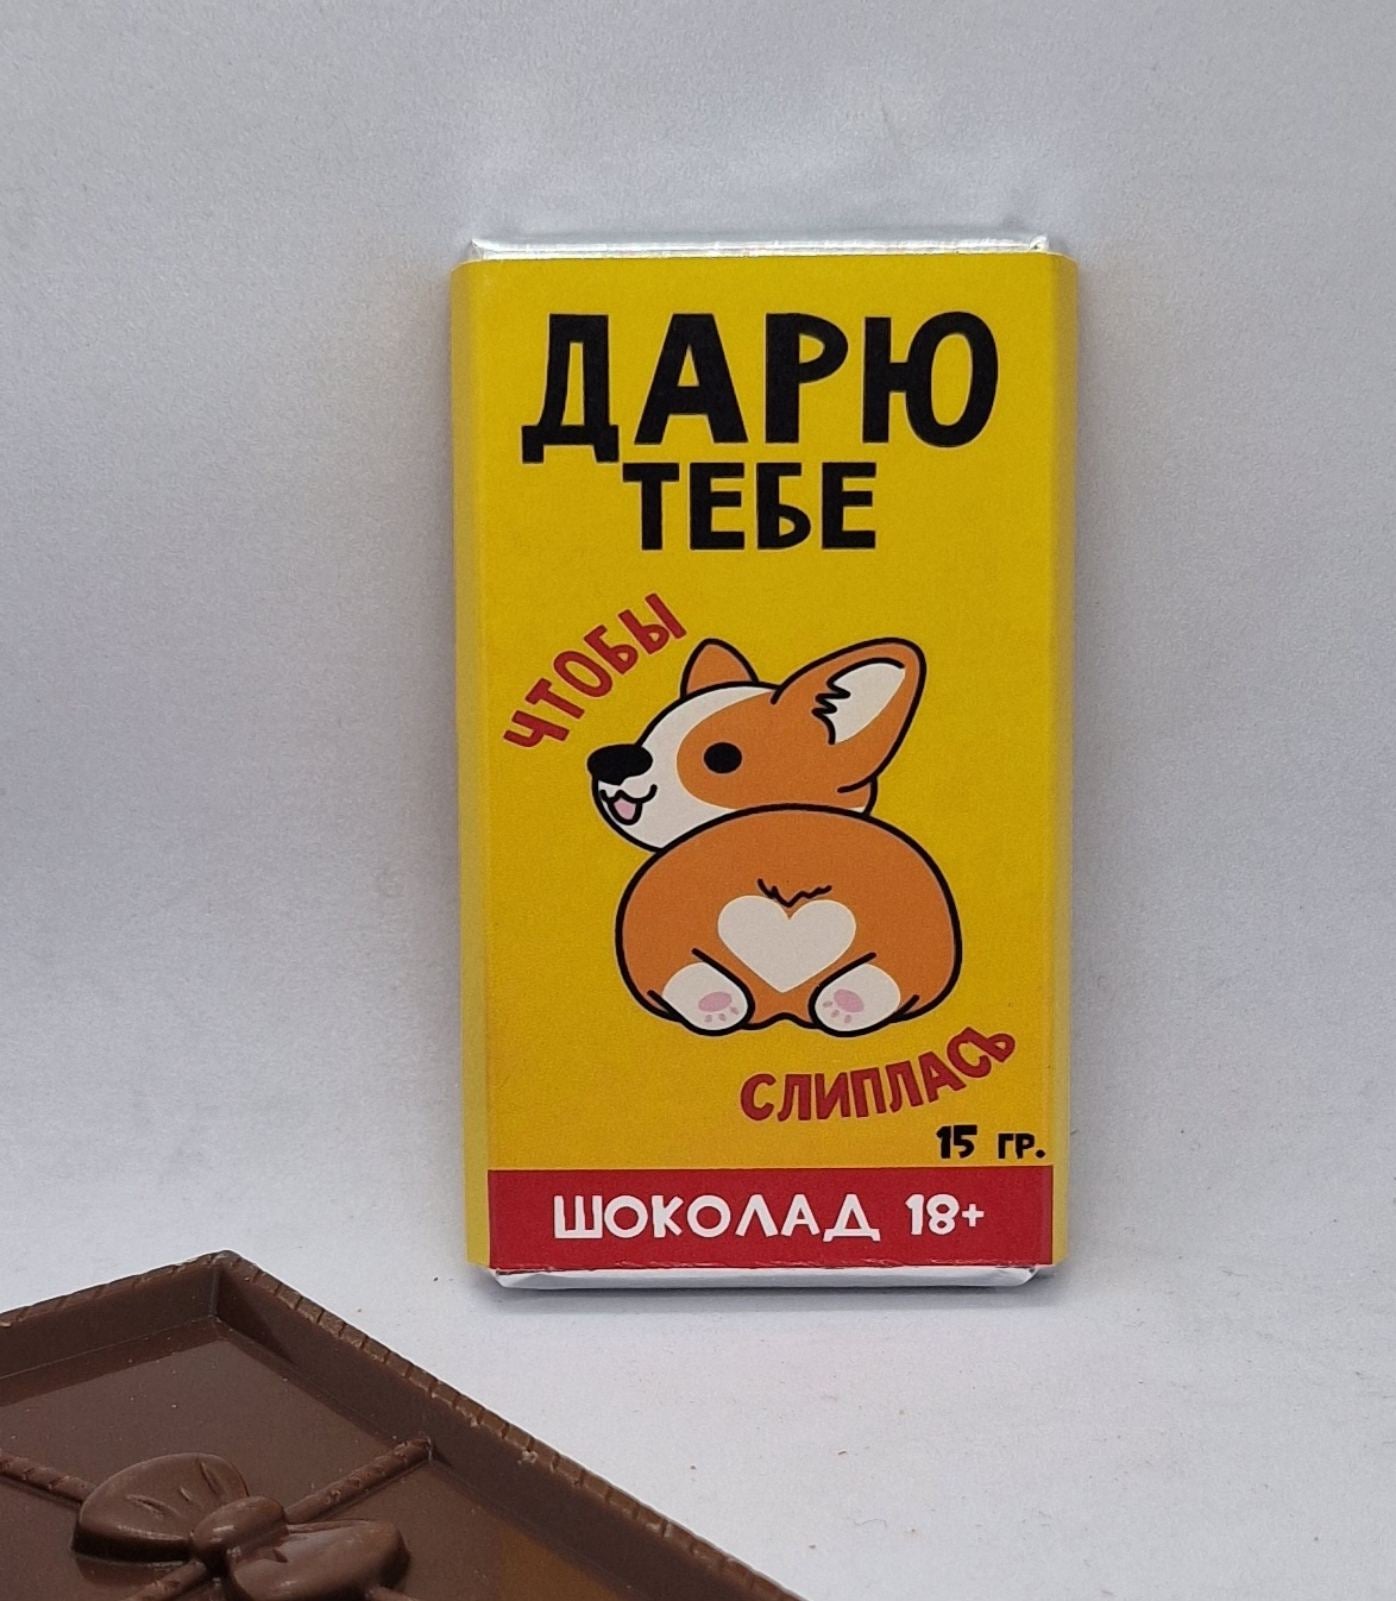 ДАРЮ
ТЕБЕ
ЧТОБЫ
СЛИПЛАСЬ
15 ГР.
ШОКОЛАД 18+